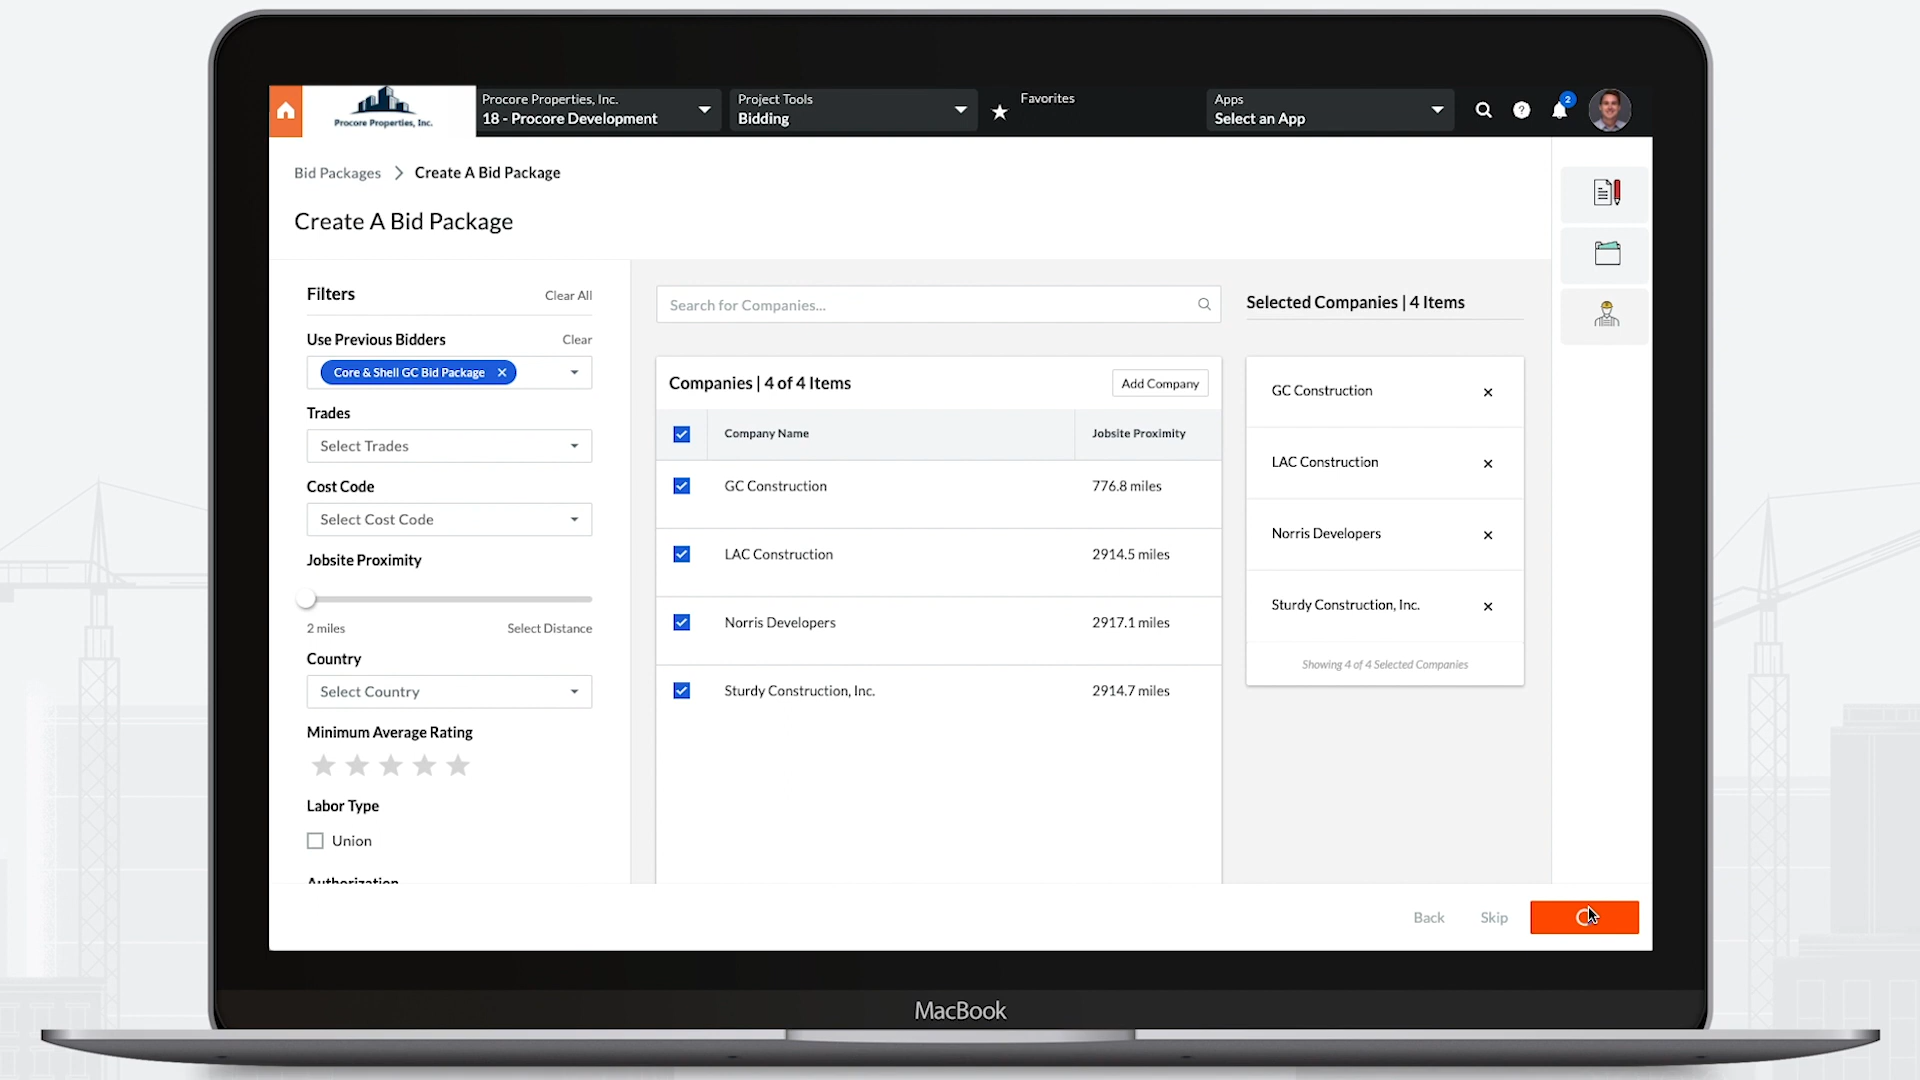 Procore Properties, Inc.
Procore Properties, Inc.
18 - Procore Development
Project Tools
Bidding
Favorites
Apps
Select an App
2
Bid Packages > Create A Bid Package
Create A Bid Package
Filters
Clear All
Use Previous Bidders
Clear
Core & Shell GC Bid Package
Trades
Select Trades
Cost Code
Select Cost Code
Jobsite Proximity
2 miles
Select Distance
Country
Select Country
Minimum Average Rating
Labor Type
Union
Authorization
Search for Companies...
Companies | 4 of 4 Items
Add Company
Company Name
Jobsite Proximity
GC Construction
776.8 miles
LAC Construction
2914.5 miles
Norris Developers
2917.1 miles
Sturdy Construction, Inc.
2914.7 miles
Selected Companies | 4 Items
GC Construction
LAC Construction
Norris Developers
Sturdy Construction, Inc.
Showing 4 of 4 Selected Companies
Back
Skip
MacBook